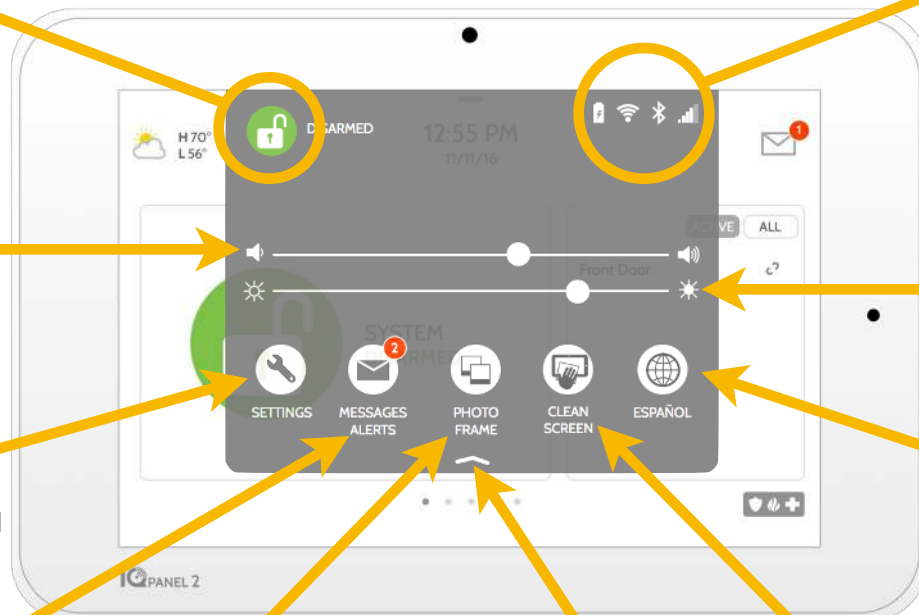 DISARMED
12:55 PM
11/11/16
H 70°
L 56°
1
ACTIVE
ALL
Front Door
SYSTEM
DISARMED
2
SETTINGS
MESSAGES
ALERTS
PHOTO
FRAME
CLEAN
SCREEN
ESPAÑOL
IQ PANEL 2